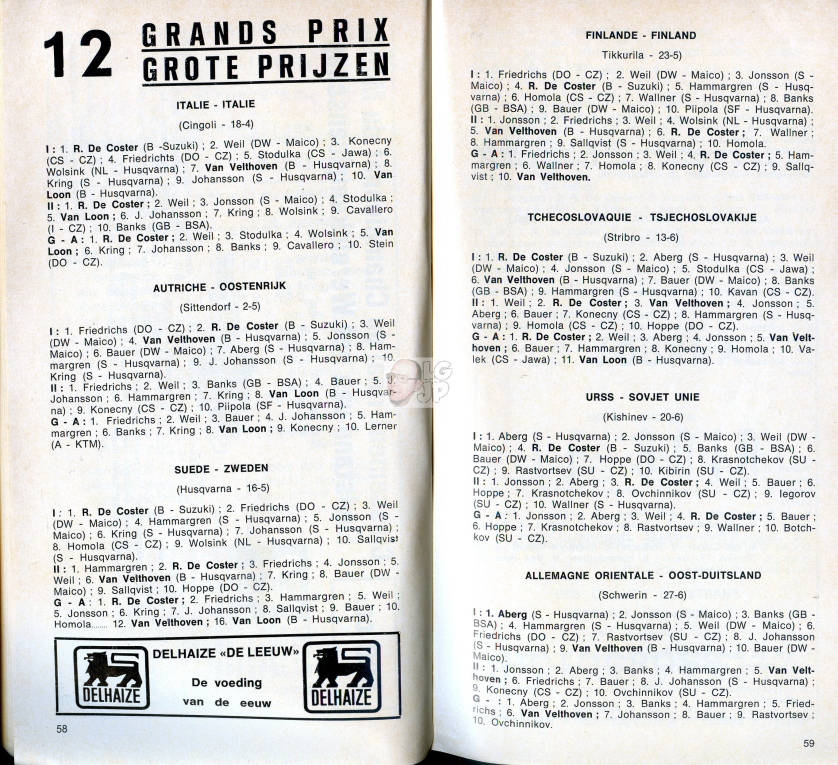 12 GRANDS PRIX
GROTE PRIJZEN
ITALIE - ITALIE
(Cingoli - 18-4)
I : 1. R. De Coster (B -Suzuki) ; 2. Weil (DW - Maico) ; 3. Konecny
(CS - CZ) ; 4. Friedrichts (DO - CZ) ; 5. Stodulka (CS - Jawa) ; 6.
Wolsink (NL - Husqvarna) ; 7. Van Velthoven (B - Husqvarna) ; 8.
Kring (S - Husqvarna) ; 9. Johansson (S - Husqvarna) ; 10. Van
Loon (B - Husqvarna).
II : 1. R. De Coster ; 2. Weil ; 3. Jonsson (S - Maico) ; 4. Stodulka ;
5. Van Loon ; 6. J. Johansson ; 7. Kring ; 8. Wolsink ; 9. Cavallero
(I - CZ) ; 10. Banks (GB - BSA).
G - A : 1. R. De Coster ; 2. Weil ; 3. Stodulka ; 4. Wolsink ; 5. Van
Loon ; 6. Kring ; 7. Johansson ; 8. Banks ; 9. Cavallero ; 10. Stein
(DO - CZ).
AUTRICHE - OOSTENRIJK
(Sittendorf - 2-5)
I : 1. Friedrichs (DO - CZ) ; 2. R. De Coster (B - Suzuki) ; 3. Weil
(DW - Maico) ; 4. Van Velthoven (B - Husqvarna) ; 5. Jonsson (S -
Maico) ; 6. Bauer (DW - Maico) ; 7. Aberg (S - Husqvarna) ; 8. Ham-
margren (S - Husqvarna) ; 9. J. Johansson (S - Husqvarna) ; 10.
Kring (S - Husqvarna).
II : 1. Friedrichs ; 2. Weil ; 3. Banks (GB - BSA) ; 4. Bauer ; 5. J.
Johansson ; 6. Hammargren ; 7. Kring ; 8. Van Loon (B - Husqvar-
na) ; 9. Konecny (CS - CZ) ; 10. Piipola (SF - Husqvarna).
G - A : 1. Friedrichs ; 2. Weil ; 3. Bauer ; 4. J. Johansson ; 5. Ham-
margren ; 6. Banks ; 7. Kring ; 8. Van Loon ; 9. Konecny ; 10. Lerner
(A - KTM).
SUEDE - ZWEDEN
(Husqvarna - 16-5)
I : 1. R. De Coster (B - Suzuki) ; 2. Friedrichs (DO - CZ) ; 3. Weil
(DW - Maico) ; 4. Hammargren (S - Husqvarna) ; 5. Jonsson (S -
Maico) ; 6. Kring (S - Husqvarna) ; 7. Johansson (S - Husqvarna) ;
8. Homola (CS - CZ) ; 9. Wolsink (NL - Husqvarna) ; 10. Sallqvist
(S - Husqvarna).
II : 1. Hammargren ; 2. R. De Coster ; 3. Friedrichs ; 4. Jonsson ; 5.
Weil ; 6. Van Velthoven (B - Husqvarna) ; 7. Kring ; 8. Bauer (DW -
Maico) ; 9. Sallqvist ; 10. Hoppe (DO - CZ).
G - A : 1. R. De Coster ; 2. Friedrichs ; 3. Hammargren ; 4. Weil ;
5. Jonsson ; 6. Kring ; 7. J. Johansson ; 8. Sallqvist ; 9. Bauer ; 10.
Homola........ 12. Van Velthoven ; 16. Van Loon (B - Husqvarna).
DELHAIZE
DELHAIZE «DE LEEUW»
De voeding
van de eeuw
DELHAIZE
58
FINLANDE - FINLAND
Tikkurila - 23-5)
I : 1. Friedrichs (DO - CZ) ; 2. Weil (DW - Maico) ; 3. Jonsson (S -
Maico) ; 4. R. De Coster (B - Suzuki) ; 5. Hammargren (S - Husq-
varna) ; 6. Homola (CS - CZ) ; 7. Wallner (S - Husqvarna) ; 8. Banks
(GB - BSA) ; 9. Bauer (DW - Maico) ; 10. Piipola (SF - Husqvarna).
II : 1. Jonsson ; 2. Friedrichs ; 3. Weil ; 4. Wolsink (NL - Husqvarna) ;
5. Van Velthoven (B - Husqvarna) ; 6. R. De Coster ; 7. Wallner ;
8. Hammargren ; 9. Sallqvist (S - Husqvarna) ; 10. Homola.
G - A : 1. Friedrichs ; 2. Jonsson ; 3. Weil ; 4. R. De Coster ; 5. Ham-
margren ; 6. Wallner ; 7. Homola ; 8. Konecny (CS - CZ) ; 9. Sallq-
vist ; 10. Van Velthoven.
TCHECOSLOVAQUIE - TSJECHOSLOVAKIJE
(Stribro - 13-6)
I : 1. R. De Coster (B - Suzuki) ; 2. Aberg (S - Husqvarna) ; 3. Weil
(DW - Maico) ; 4. Jonsson (S - Maico) ; 5. Stodulka (CS - Jawa) ;
6. Van Velthoven (B - Husqvarna) ; 7. Bauer (DW - Maico) ; 8. Banks
(GB - BSA) ; 9. Hammargren (S - Husqvarna) ; 10. Kavan (CS - CZ).
II : 1. Weil ; 2. R. De Coster ; 3. Van Velthoven ; 4. Jonsson ; 5.
Aberg ; 6. Bauer ; 7. Konecny (CS - CZ) ; 8. Hammargren (S - Husq-
varna) ; 9. Homola (CS - CZ) ; 10. Hoppe (DO - CZ).
G - A : 1. R. De Coster ; 2. Weil ; 3. Aberg ; 4. Jonsson ; 5. Van Velt-
hoven ; 6. Bauer ; 7. Hammargren ; 8. Konecny ; 9. Homola ; 10. Va-
lek (CS - Jawa) ; 11. Van Loon (B - Husqvarna).
URSS - SOVJET UNIE
(Kishinev - 20-6)
I : 1. Aberg (S - Husqvarna) ; 2. Jonsson (S - Maico) ; 3. Weil (DW -
Maico) ; 4. R. De Coster (B - Suzuki) ; 5. Banks (GB - BSA) ; 6.
Bauer (DW - Maico) ; 7. Hoppe (DO - CZ) ; 8. Krasnotchekov (SU -
CZ) ; 9. Rastvortsev (SU - CZ) ; 10. Kibirin (SU - CZ).
II : 1. Jonsson ; 2. Aberg ; 3. R. De Coster ; 4. Weil ; 5. Bauer ; 6.
Hoppe ; 7. Krasnotchekov ; 8. Ovchinnikov (SU - CZ) ; 9. Iegorov
(SU - CZ) ; 10. Wallner (S - Husqvarna).
G - A : 1. Jonsson ; 2. Aberg ; 3. Weil ; 4. R. De Coster ; 5. Bauer ;
6. Hoppe ; 7. Krasnotchekov ; 8. Rastvortsev ; 9. Wallner ; 10. Botch-
kov (SU - CZ).
ALLEMAGNE ORIENTALE - OOST-DUITSLAND
(Schwerin - 27-6)
I : 1. Aberg (S - Husqvarna) ; 2. Jonsson (S - Maico) ; 3. Banks (GB -
BSA) ; 4. Hammargren (S - Husqvarna) ; 5. Weil (DW - Maico) ; 6.
Friedrichs (DO - CZ) ; 7. Rastvortsev (SU - CZ) ; 8. J. Johansson
(S - Husqvarna) ; 9. Van Velthoven (B - Husqvarna) ; 10. Bauer (DW -
Maico).
II : 1. Jonsson ; 2. Aberg ; 3. Banks ; 4. Hammargren ; 5. Van Velt-
hoven ; 6. Friedrichs ; 7. Bauer ; 8. J. Johansson (S - Husqvarna) ;
9. Konecny (CS - CZ) ; 10. Ovchinnikov (SU - CZ).
G - : 1. Aberg ; 2. Jonsson ; 3. Banks ; 4. Hammargren ; 5. Fried-
richs ; 6. Van Velthoven ; 7. Johansson ; 8. Bauer ; 9. Rastvortsev ;
10. Ovchinnikov.
59
LG
JP